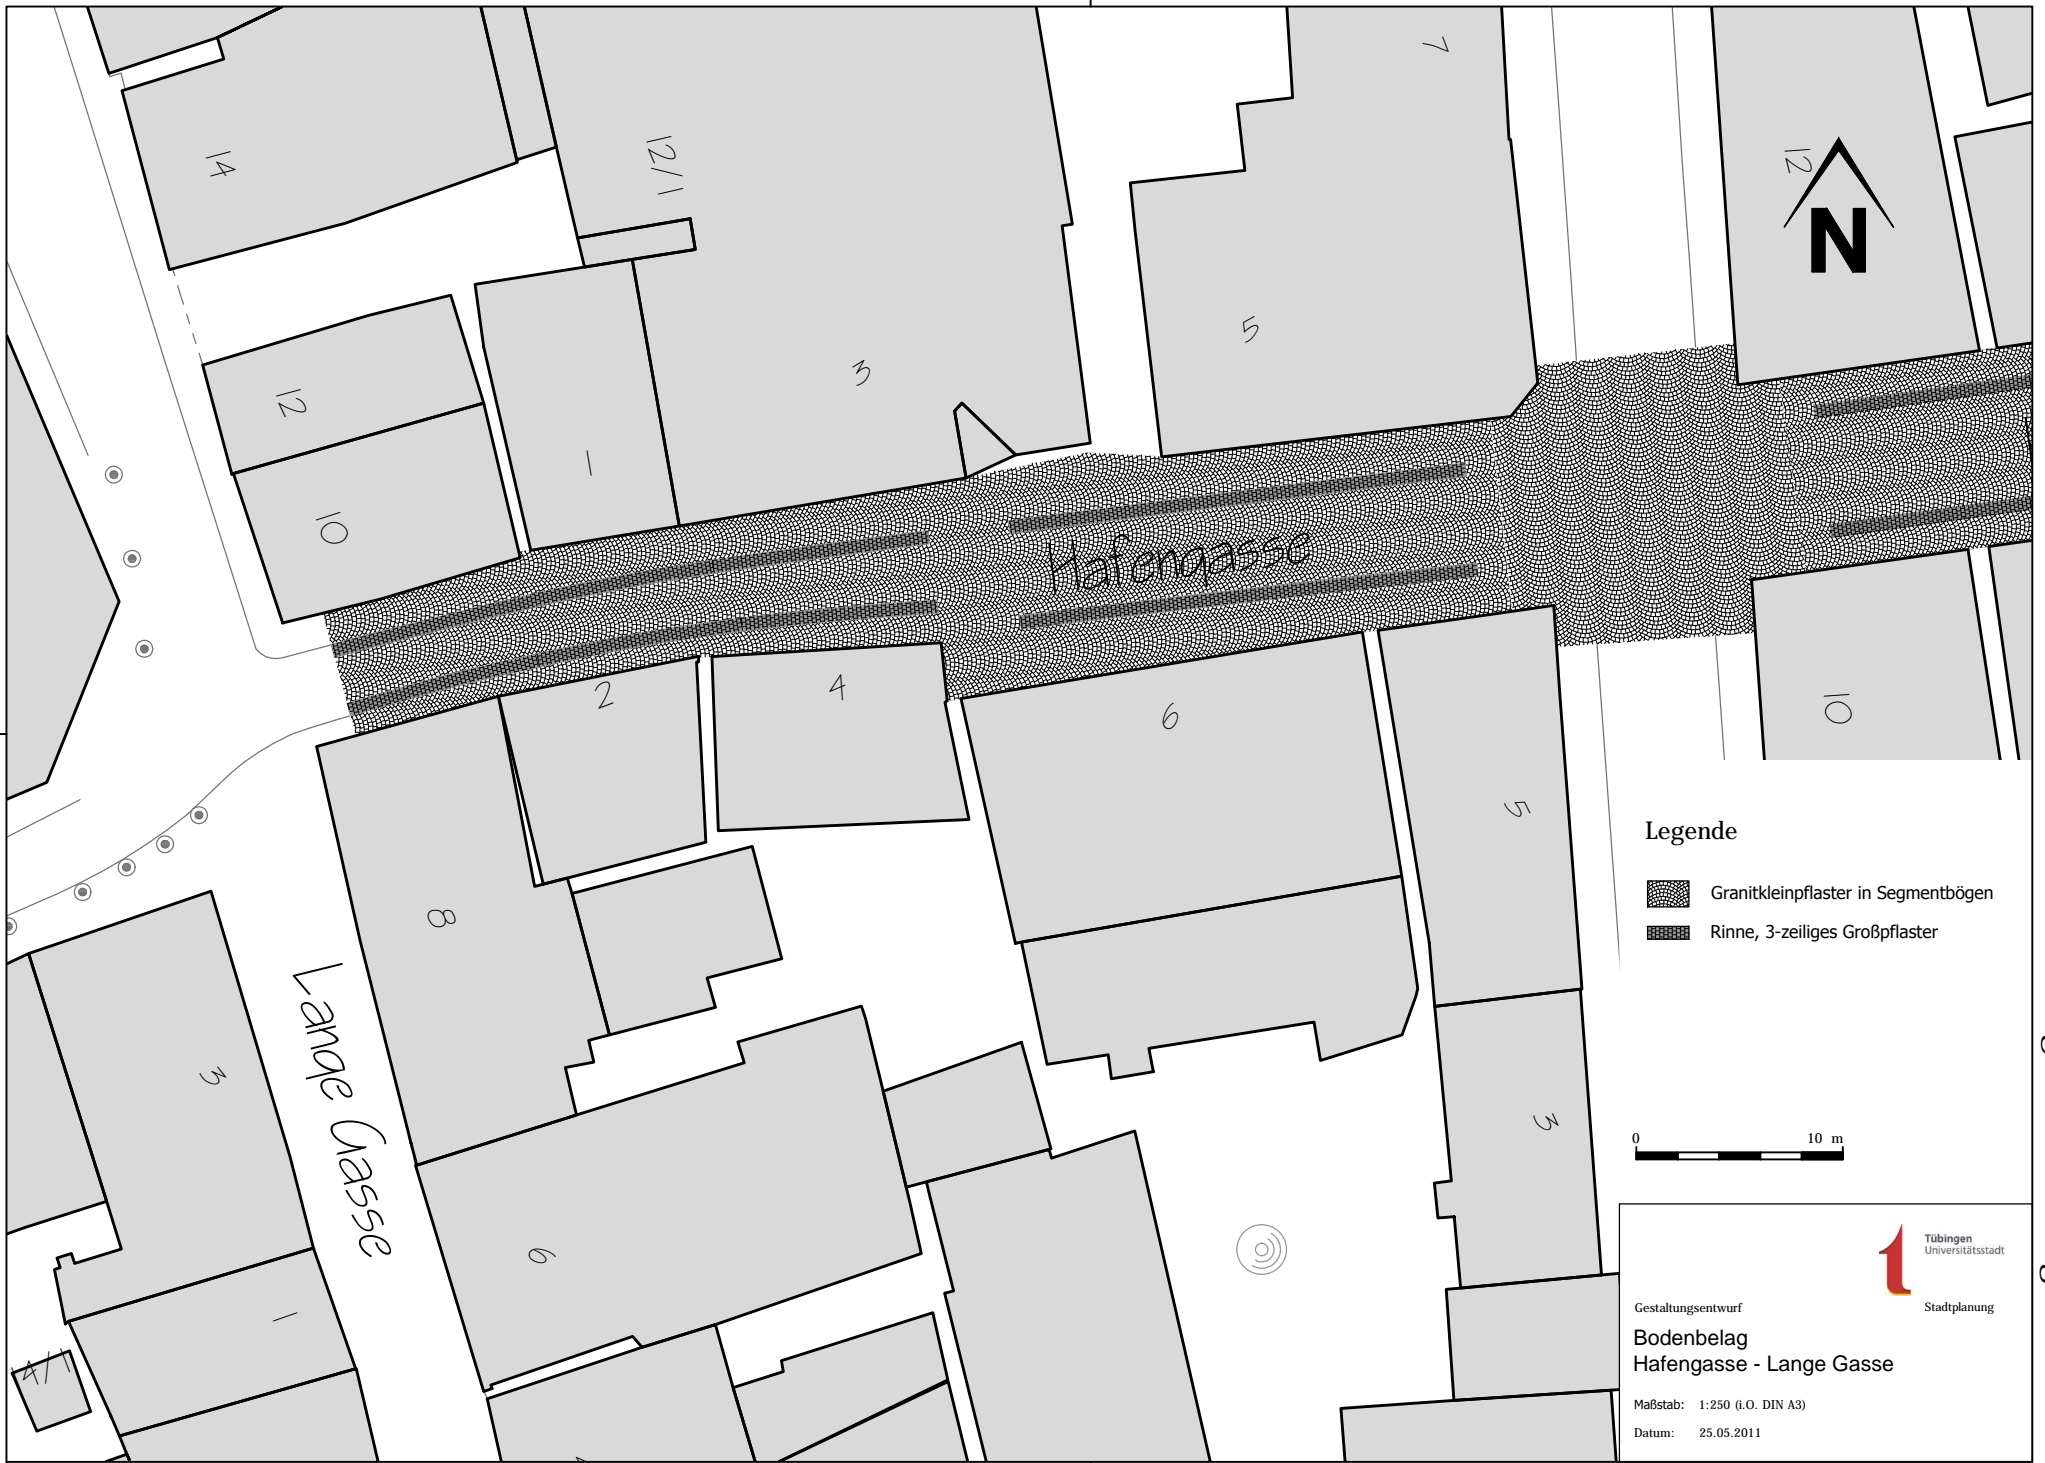 7
14
12/1
12
N
5
3
12
1
10
Hafengasse
2
4
6
10
5
8
Legende
Granitkleinpflaster in Segmentbögen
Rinne, 3-zeiliges Großpflaster
Lange Gasse
3
3
0 10 m
6
1
4/1
Tübingen
Universitätsstadt
Stadtplanung
Gestaltungsentwurf
Bodenbelag
Hafengasse - Lange Gasse
Maßstab: 1:250 (i.O. DIN A3)
Datum: 25.05.2011